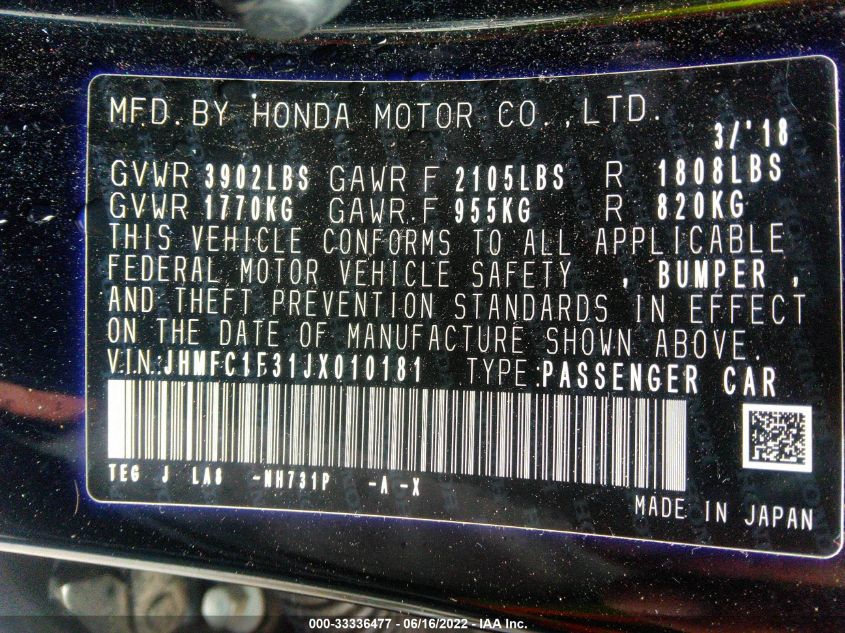 MFD. BY HONDA MOTOR CO.,LTD.
3/'18
GVWR 3902LBS GAWR F 2105LBS R 1808LBS
GVWR 1770KG GAWR F 955KG R 820KG
THIS VEHICLE CONFORMS TO ALL APPLICABLE
FEDERAL MOTOR VEHICLE SAFETY , BUMPER ,
AND THEFT PREVENTION STANDARDS IN EFFECT
ON THE DATE OF MANUFACTURE SHOWN ABOVE.
VIN:JHMFC1F31JX010181 TYPE:PASSENGER CAR
TEG J LA8 -NH731P -A -X
MADE IN JAPAN
000-33336477 - 06/16/2022 - IAA Inc.